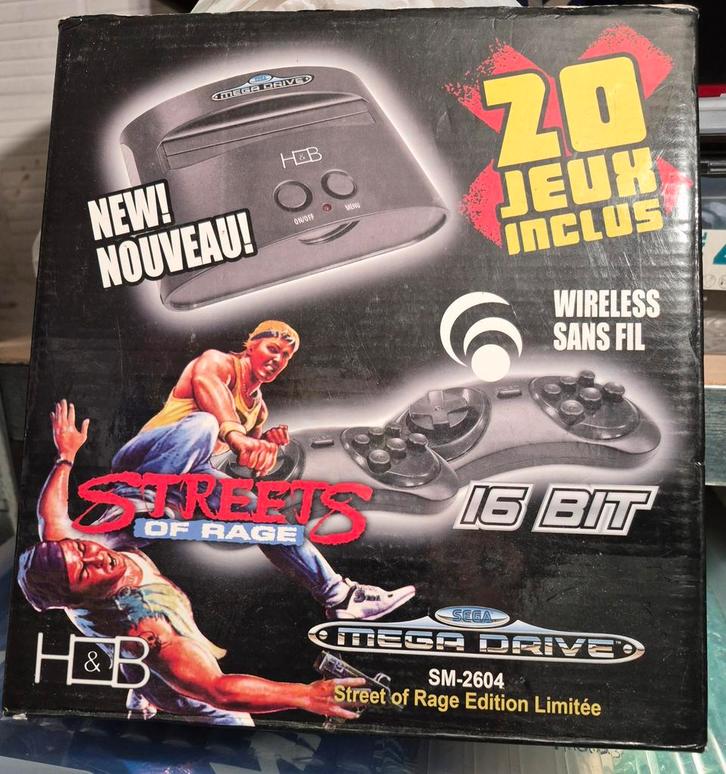 SEGA
MEGA DRIVE
H&B
ON/OFF
MENU
20
JEUX
INCLUS
NEW!
NOUVEAU!
WIRELESS
SANS FIL
STREETS
OF RAGE
16 BIT
SEGA
MEGA DRIVE
H&B
SM-2604
Street of Rage Edition Limitée